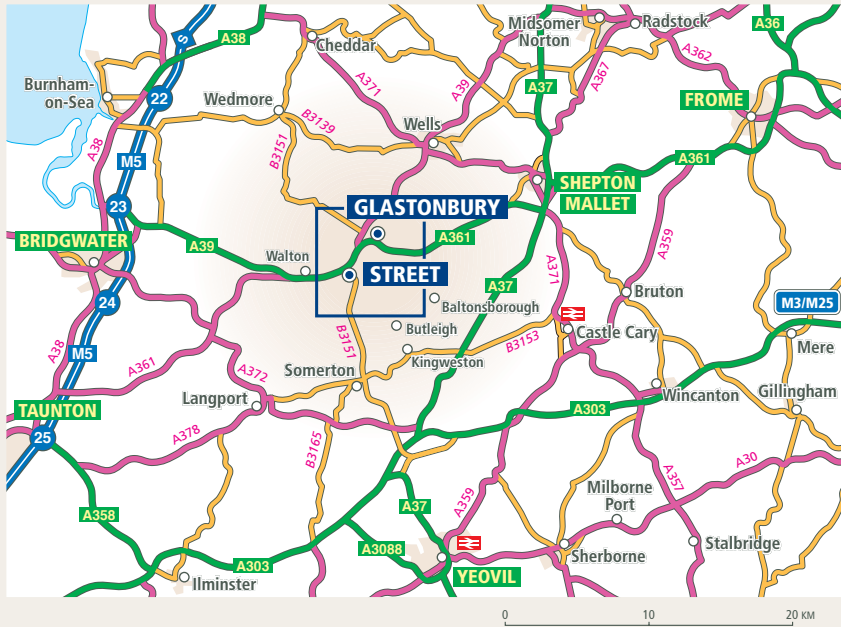 S
A38
Cheddar
Midsomer
Norton
Radstock
A36
A362
A371
A39
A37
A367
Burnham-
on-Sea
22
Wedmore
B3139
Wells
FROME
A38
M5
B3151
A361
SHEPTON
MALLET
23
GLASTONBURY
A361
A359
BRIDGWATER
A39
Walton
STREET
A37
A371
24
Baltonsborough
Bruton
M3/M25
Butleigh
B3151
B3153
Castle Cary
Mere
A38
M5
A361
Kingweston
Somerton
A372
Wincanton
Gillingham
Langport
TAUNTON
A303
25
A378
B3165
A30
A357
Milborne
Port
A359
A37
A358
A3088
Stalbridge
A303
Sherborne
Ilminster
YEOVIL
0
10
20 KM